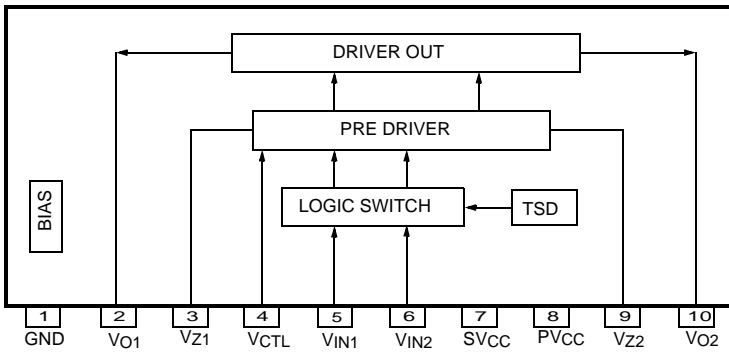 DRIVER OUT
PRE DRIVER
LOGIC SWITCH
TSD
BIAS
1 2 3 4 5 6 7 8 9 10
GND VO1 VZ1 VCTL VIN1 VIN2 SVCC PVCC VZ2 VO2